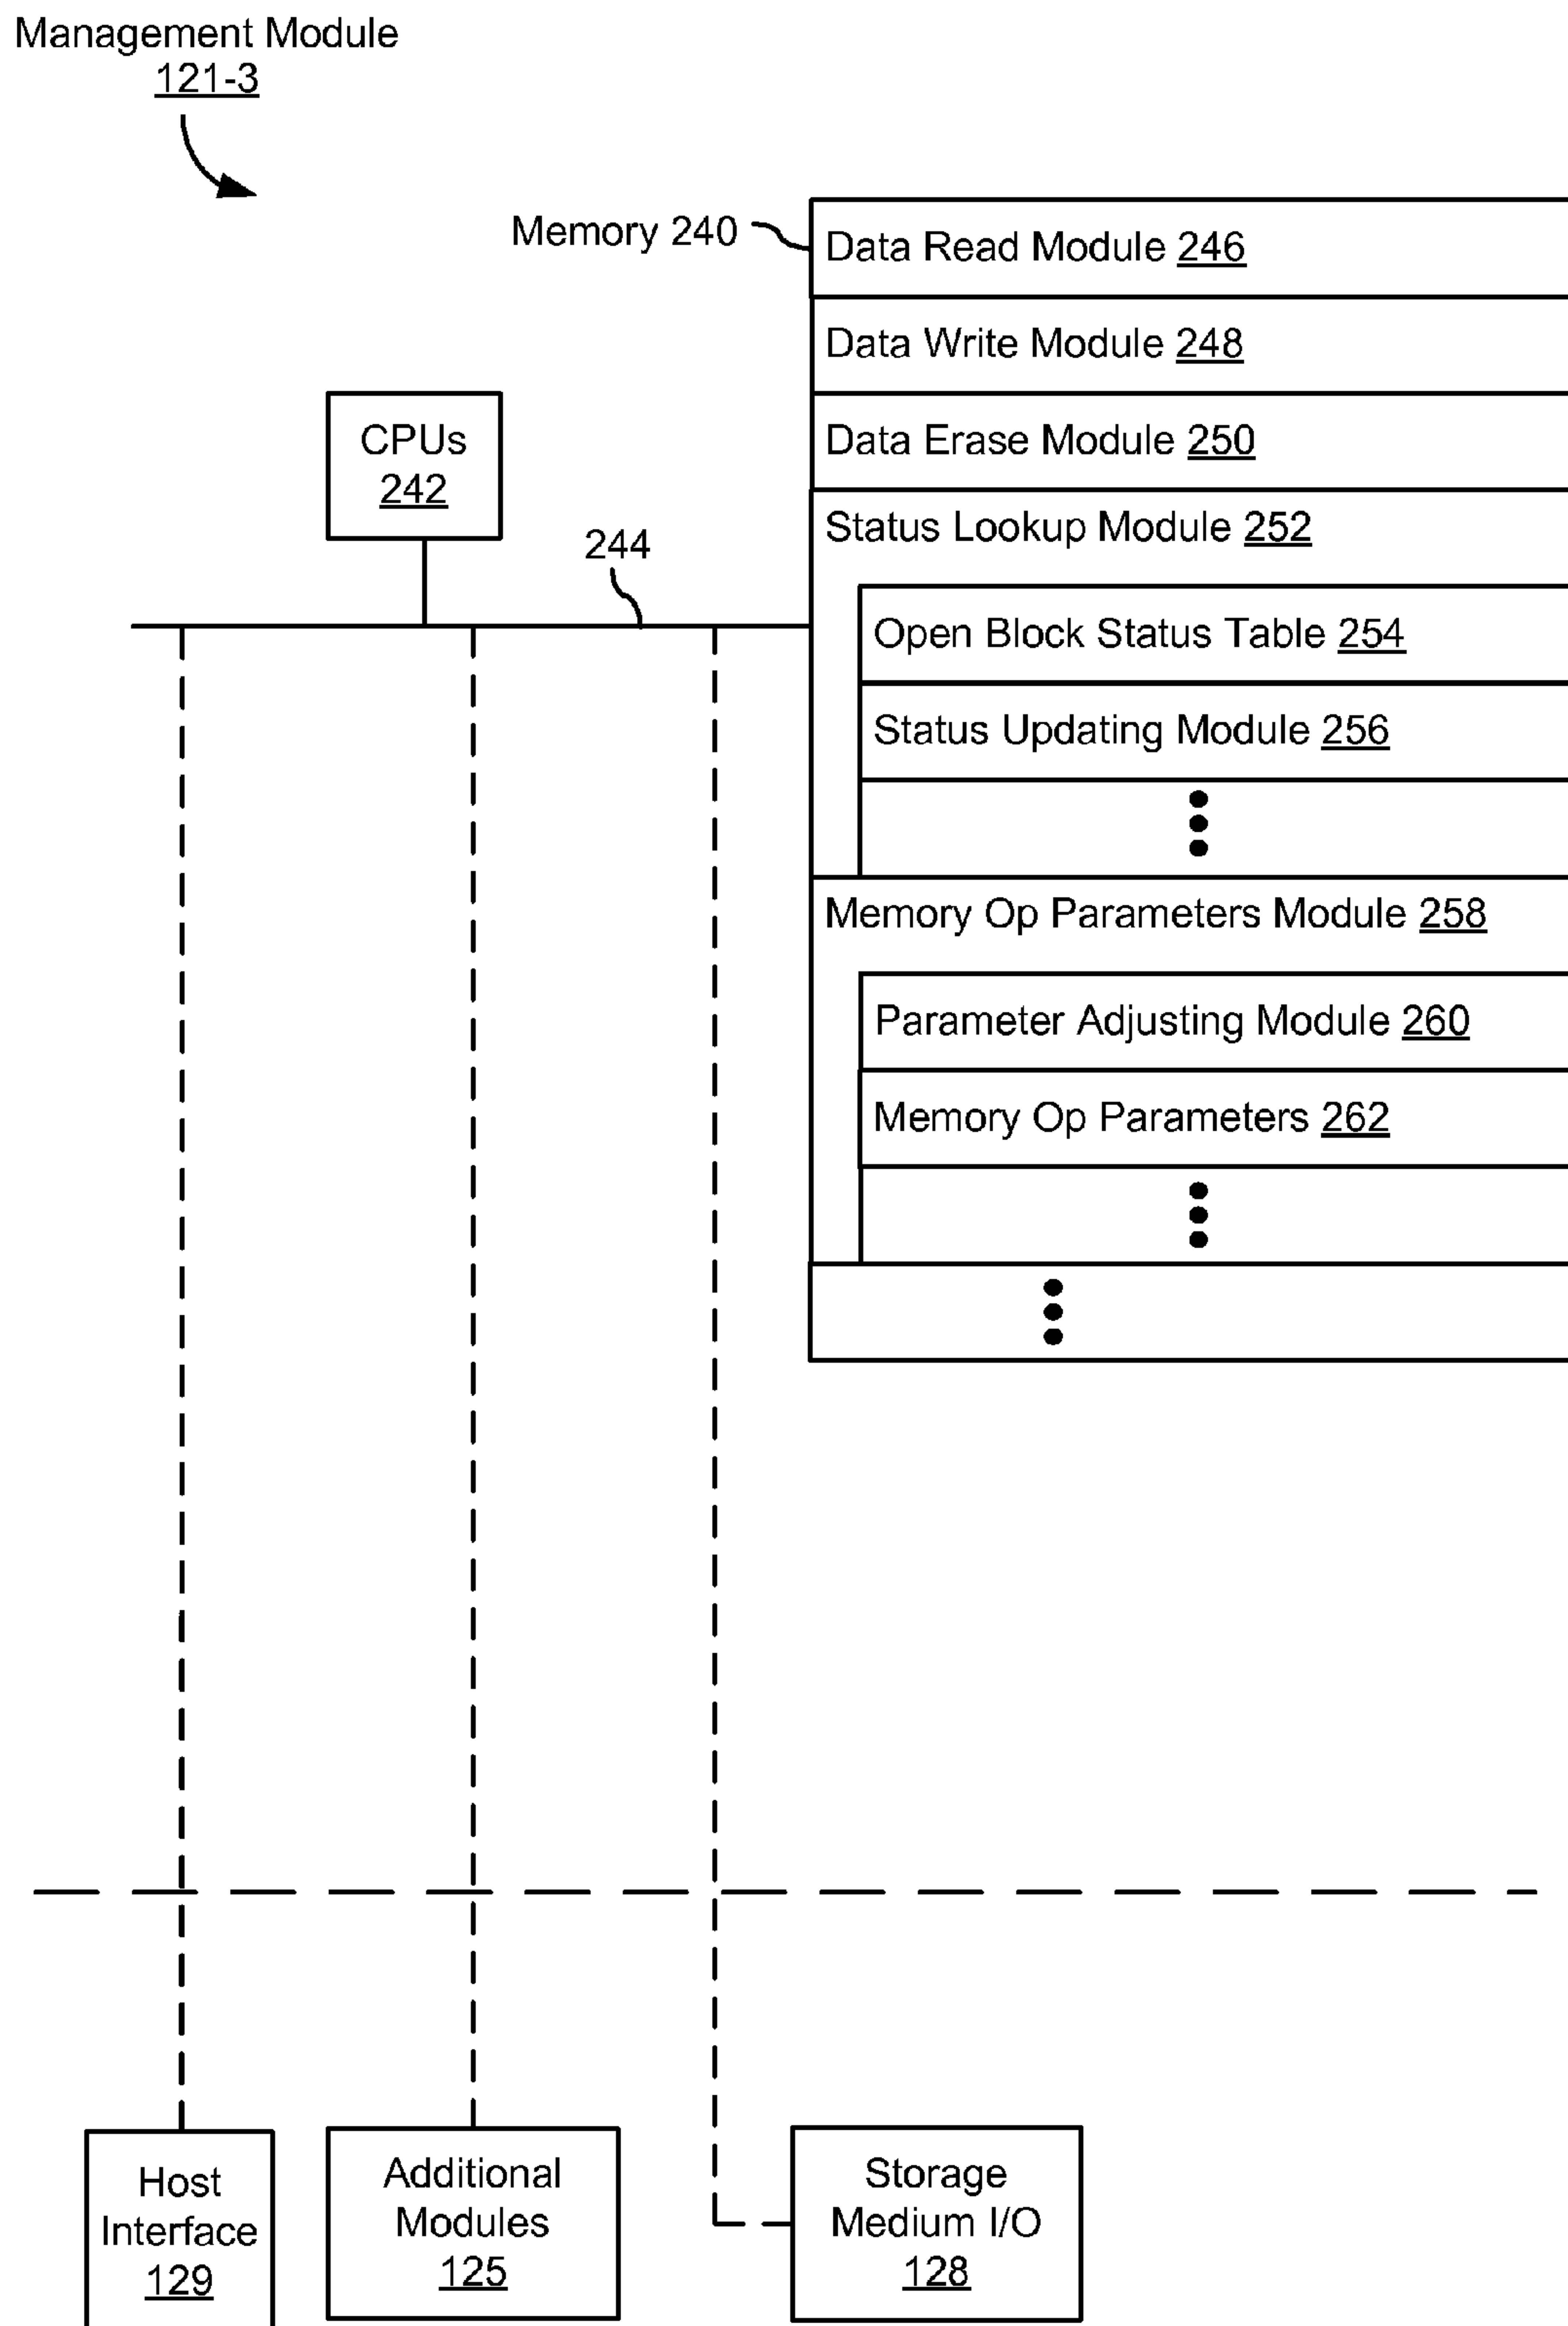 Management Module
121-3
Memory 240
Data Read Module 246
Data Write Module 248
Data Erase Module 250
CPUs
242
244
Status Lookup Module 252
Open Block Status Table 254
Status Updating Module 256
Memory Op Parameters Module 258
Parameter Adjusting Module 260
Memory Op Parameters 262
Host
Interface
129
Additional
Modules
125
Storage
Medium I/O
128